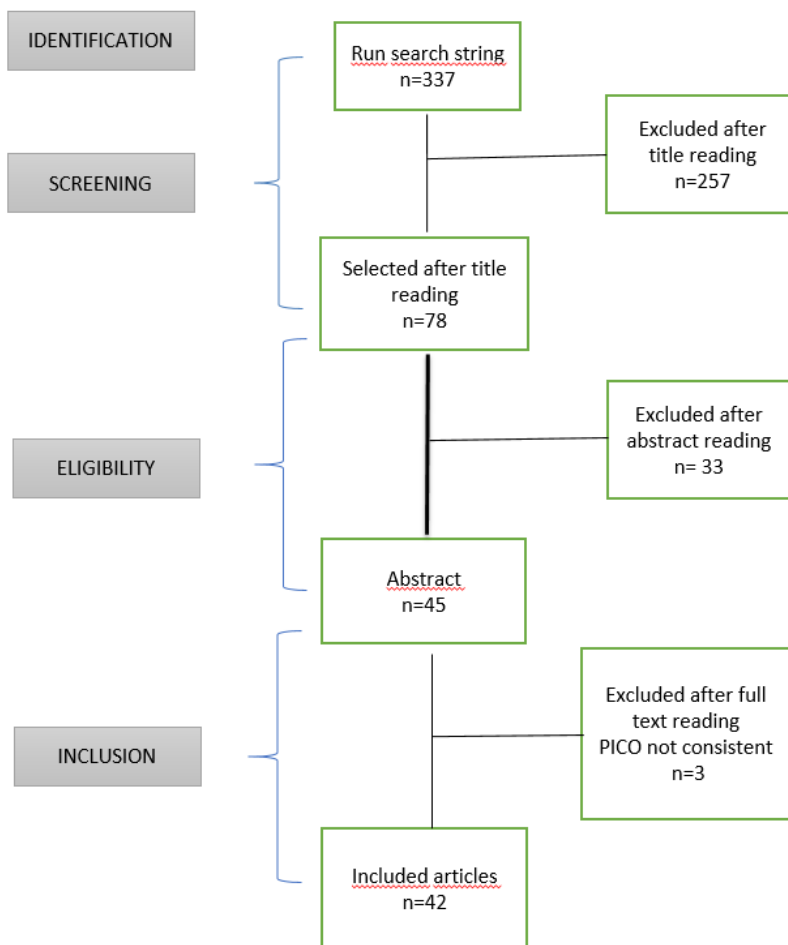 IDENTIFICATION
Run search string
n=337
Excluded after
title reading
n=257
SCREENING
Selected after title
reading
n=78
Excluded after
abstract reading
n= 33
ELIGIBILITY
Abstract
n=45
Excluded after full
text reading
PICO not consistent
n=3
INCLUSION
Included articles
n=42